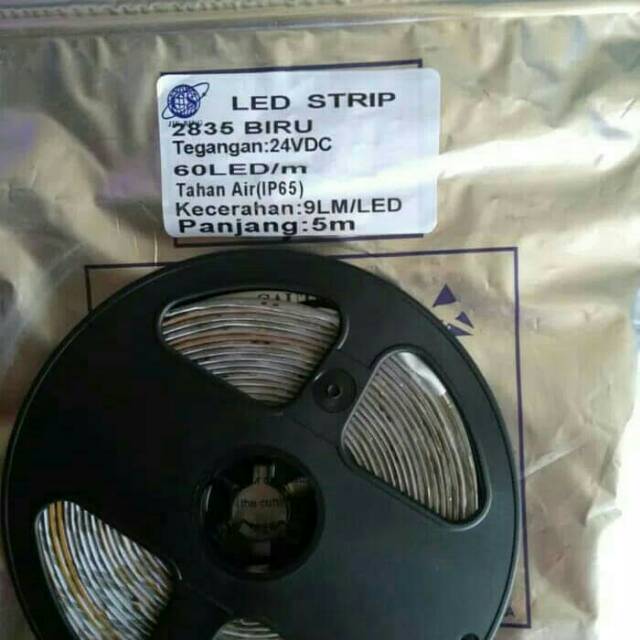 LED STRIP
2835 BIRU
Tegangan:24VDC
60LED/m
Tahan Air(IP65)
Kecerahan:9LM/LED
Panjang:5m